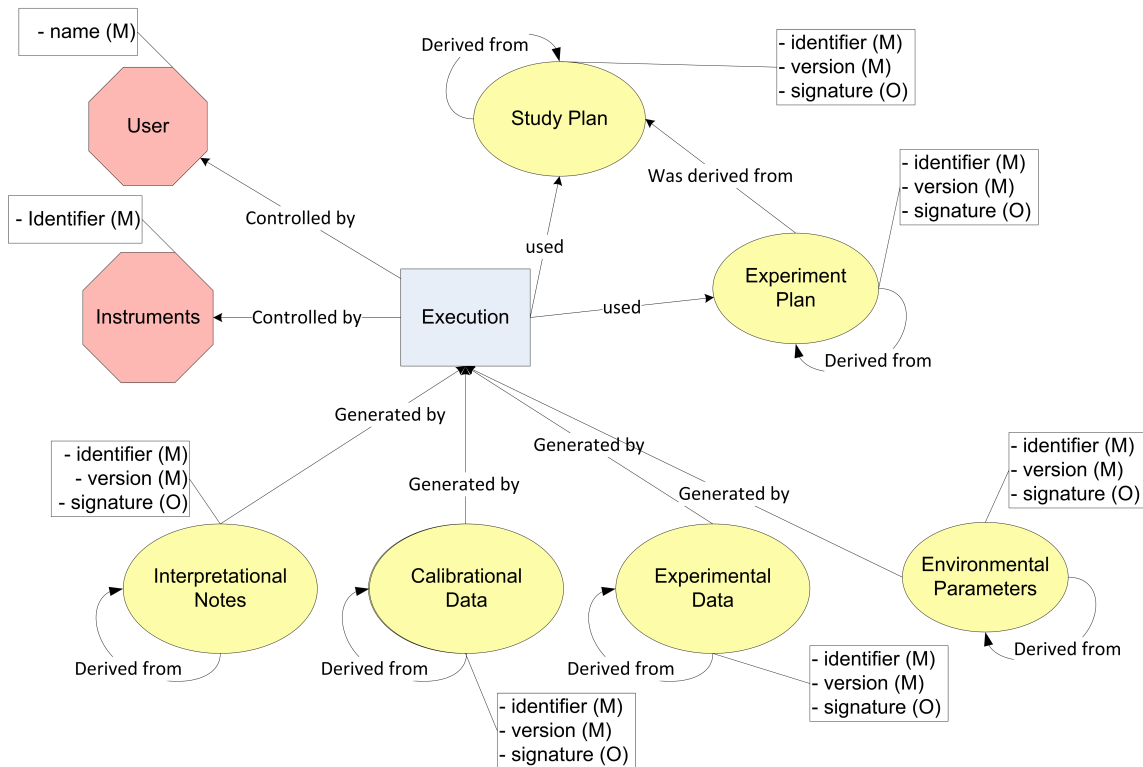 - name (M)
User
- Identifier (M)
Instruments
Controlled by
Controlled by
Execution
Derived from
Study Plan
- identifier (M)
- version (M)
- signature (O)
Was derived from
used
used
Experiment
Plan
- identifier (M)
- version (M)
- signature (O)
Derived from
Generated by
Generated by
Generated by
Generated by
- identifier (M)
- version (M)
- signature (O)
Interpretational
Notes
Derived from
Calibrational
Data
Derived from
- identifier (M)
- version (M)
- signature (O)
Experimental
Data
Derived from
- identifier (M)
- version (M)
- signature (O)
- identifier (M)
- version (M)
- signature (O)
Environmental
Parameters
Derived from